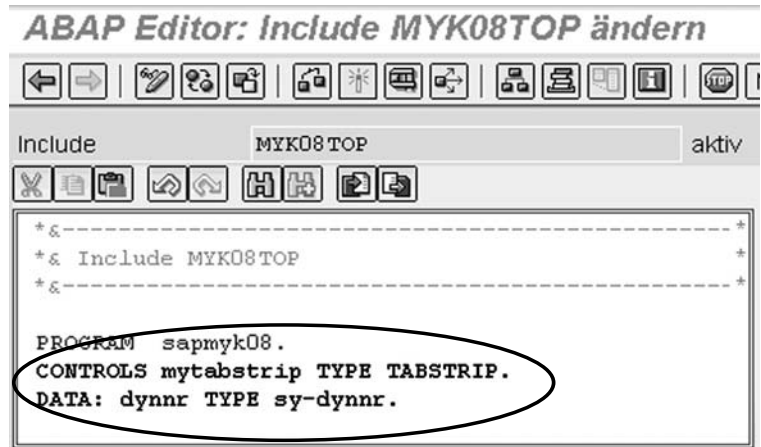 ABAP Editor: Include MYK08TOP ändern
STOP
Include MYK08TOP aktiv
*&---------------------------------------------------------------------*
*& Include MYK08TOP *
*&---------------------------------------------------------------------*
PROGRAM sapmyk08.
CONTROLS mytabstrip TYPE TABSTRIP.
DATA: dynnr TYPE sy-dynnr.